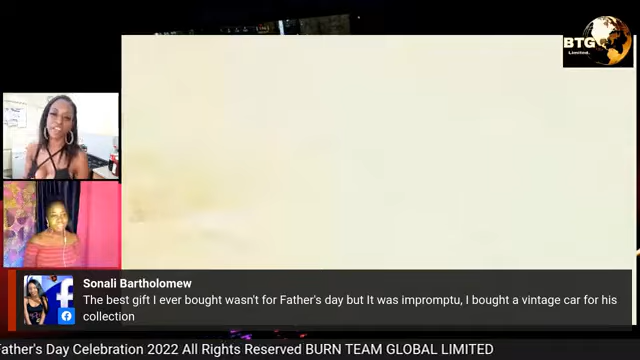 BTG
Limited.
Sonali Bartholomew
The best gift I ever bought wasn't for Father's day but It was impromptu, I bought a vintage car for his
collection
Father's Day Celebration 2022 All Rights Reserved BURN TEAM GLOBAL LIMITED